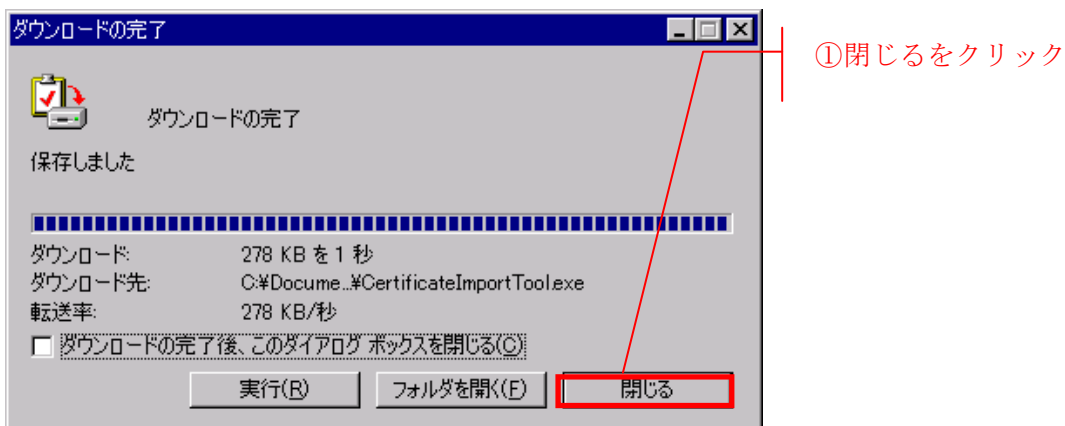 ダウンロードの完了
①閉じるをクリック
ダウンロードの完了
保存しました
ダウンロード: 278 KB を 1 秒
ダウンロード先: C:¥Docume...¥CertificateImportTool.exe
転送率: 278 KB/秒
ダウンロードの完了後、このダイアログ ボックスを閉じる(C)
実行(R) フォルダを開く(F) 閉じる